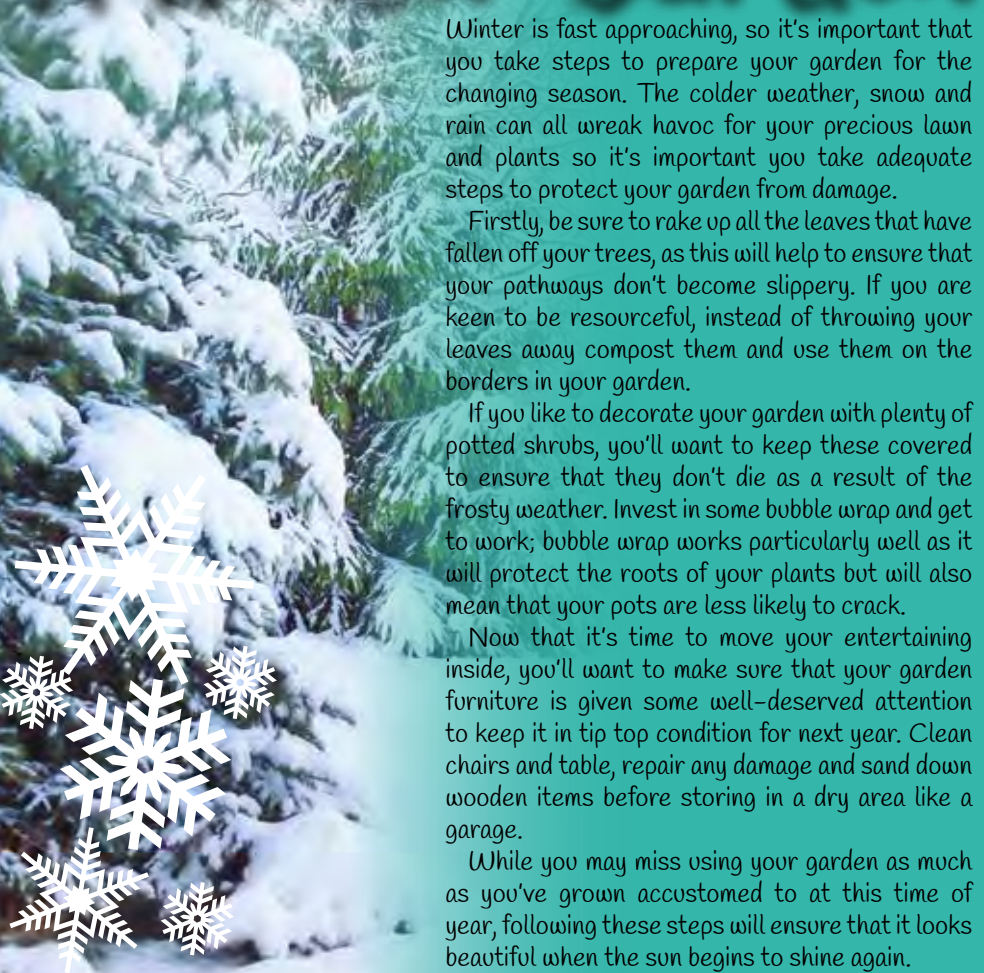 Winter is fast approaching, so it's important that
you take steps to prepare your garden for the
changing season. The colder weather, snow and
rain can all wreak havoc for your precious lawn
and plants so it's important you take adequate
steps to protect your garden from damage.
Firstly, be sure to rake up all the leaves that have
fallen off your trees, as this will help to ensure that
your pathways don't become slippery. If you are
keen to be resourceful, instead of throwing your
leaves away compost them and use them on the
borders in your garden.
If you like to decorate your garden with plenty of
potted shrubs, you'll want to keep these covered
to ensure that they don't die as a result of the
frosty weather. Invest in some bubble wrap and get
to work; bubble wrap works particularly well as it
will protect the roots of your plants but will also
mean that your pots are less likely to crack.
Now that it's time to move your entertaining
inside, you'll want to make sure that your garden
furniture is given some well-deserved attention
to keep it in tip top condition for next year. Clean
chairs and table, repair any damage and sand down
wooden items before storing in a dry area like a
garage.
While you may miss using your garden as much
as you've grown accustomed to at this time of
year, following these steps will ensure that it looks
beautiful when the sun begins to shine again.